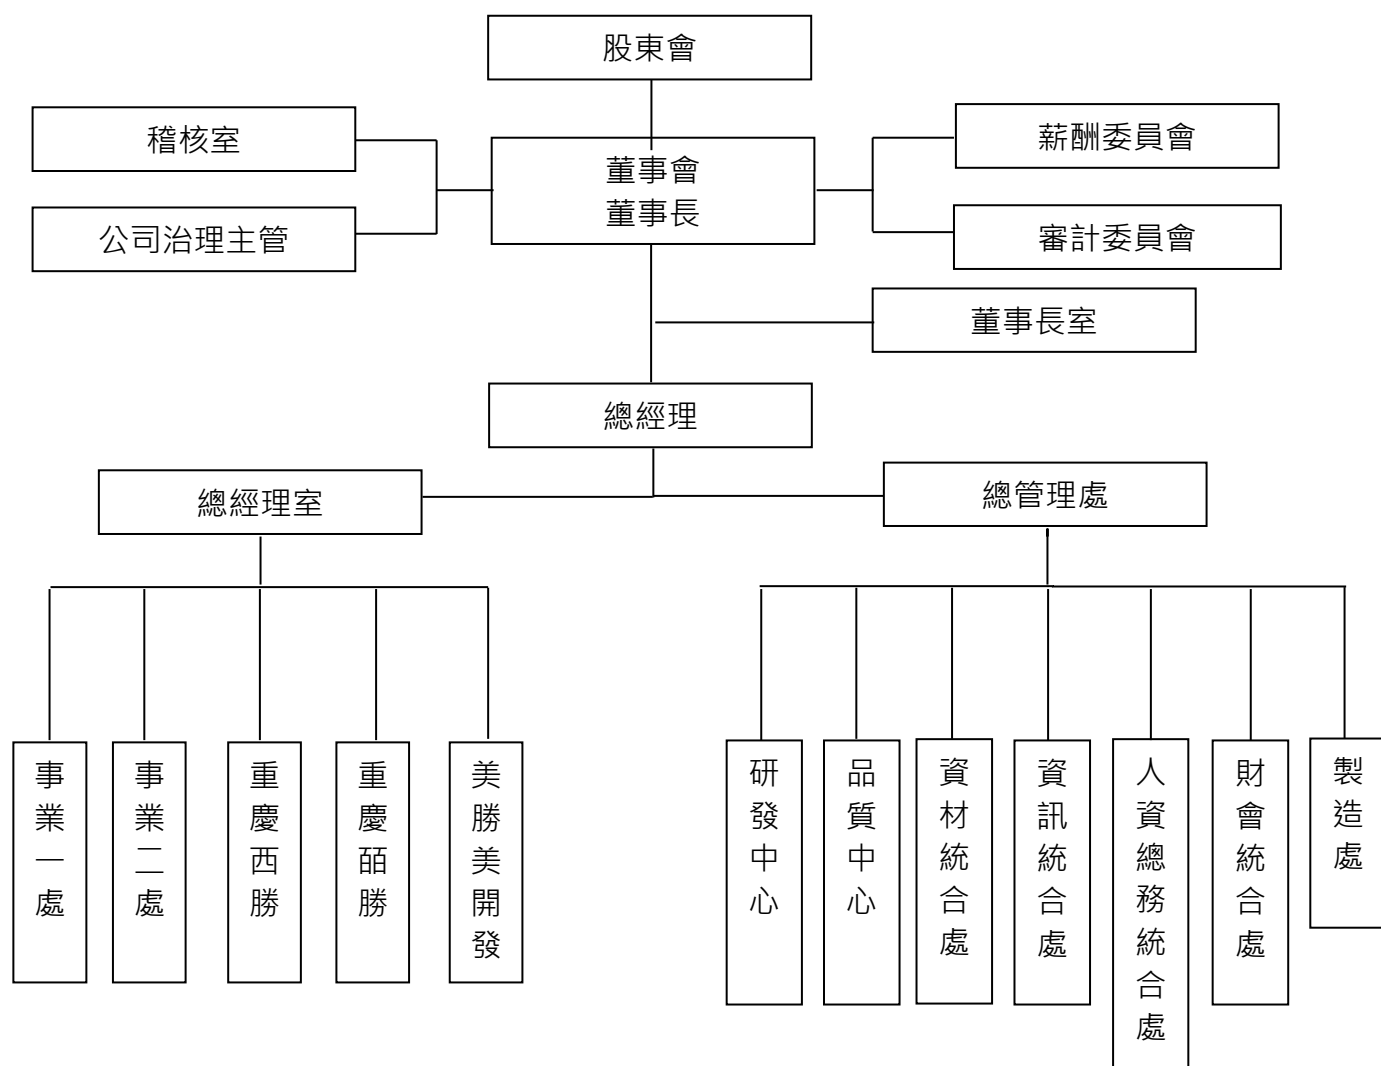 股東會
稽核室
薪酬委員會
董事會
董事長
公司治理主管
審計委員會
董事長室
總經理
總經理室
總管理處
事業一處
事業二處
重慶西勝
重慶皕勝
美勝美開發
研發中心
品質中心
資材統合處
資訊統合處
人資總務統合處
財會統合處
製造處